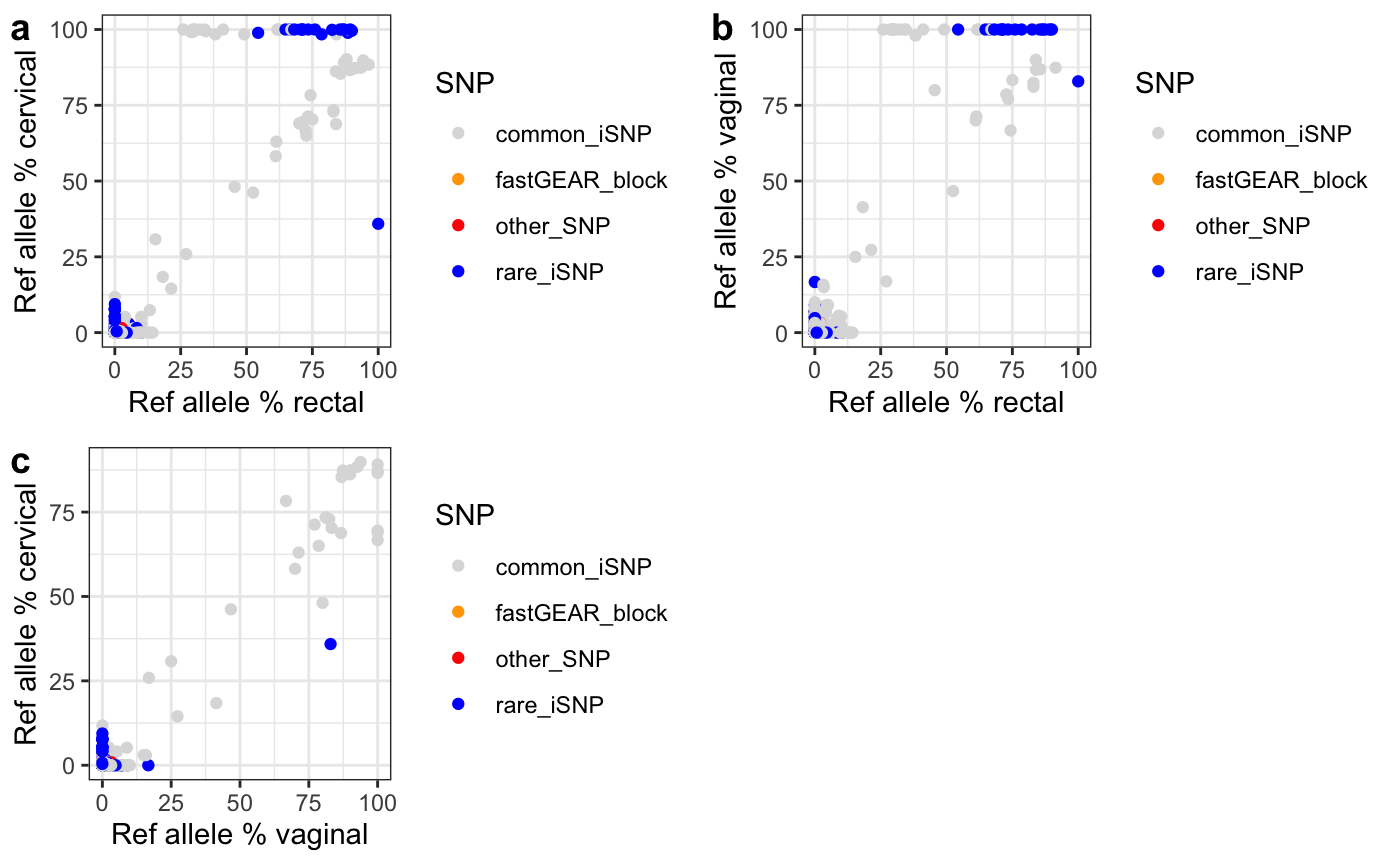 a
Ref allele % cervical
100
75
50
25
0
0 25 50 75 100
Ref allele % rectal
SNP
common_iSNP
fastGEAR_block
other_SNP
rare_iSNP
b
Ref allele % vaginal
100
75
50
25
0
0 25 50 75 100
Ref allele % rectal
SNP
common_iSNP
fastGEAR_block
other_SNP
rare_iSNP
c
Ref allele % cervical
75
50
25
0
0 25 50 75 100
Ref allele % vaginal
SNP
common_iSNP
fastGEAR_block
other_SNP
rare_iSNP